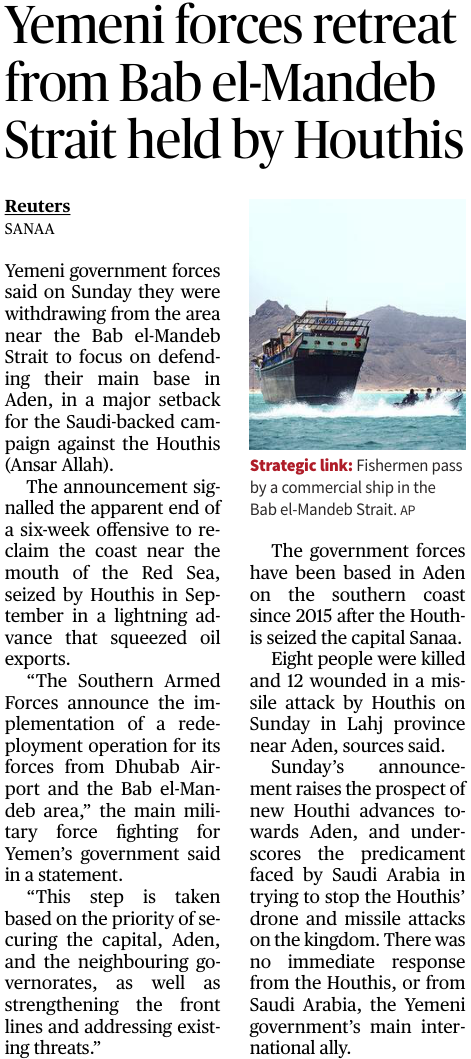 Yemeni forces retreat
from Bab el-Mandeb
Strait held by Houthis
Reuters
SANAA
Yemeni government forces
said on Sunday they were
withdrawing from the area
near the Bab el-Mandeb
Strait to focus on defend-
ing their main base in
Aden, in a major setback
for the Saudi-backed cam-
paign against the Houthis
(Ansar Allah).
The announcement sig-
nalled the apparent end of
a six-week offensive to re-
claim the coast near the
mouth of the Red Sea,
seized by Houthis in Sep-
tember in a lightning ad-
vance that squeezed oil
exports.
“The Southern Armed
Forces announce the im-
plementation of a rede-
ployment operation for its
forces from Dhubab Air-
port and the Bab el-Man-
deb area,” the main mili-
tary force fighting for
Yemen’s government said
in a statement.
“This step is taken
based on the priority of se-
curing the capital, Aden,
and the neighbouring go-
vernorates, as well as
strengthening the front
lines and addressing exist-
ing threats.”
Strategic link: Fishermen pass
by a commercial ship in the
Bab el-Mandeb Strait. AP
The government forces
have been based in Aden
on the southern coast
since 2015 after the Houth-
is seized the capital Sanaa.
Eight people were killed
and 12 wounded in a mis-
sile attack by Houthis on
Sunday in Lahj province
near Aden, sources said.
Sunday’s announce-
ment raises the prospect of
new Houthi advances to-
wards Aden, and under-
scores the predicament
faced by Saudi Arabia in
trying to stop the Houthis’
drone and missile attacks
on the kingdom. There was
no immediate response
from the Houthis, or from
Saudi Arabia, the Yemeni
government’s main inter-
national ally.